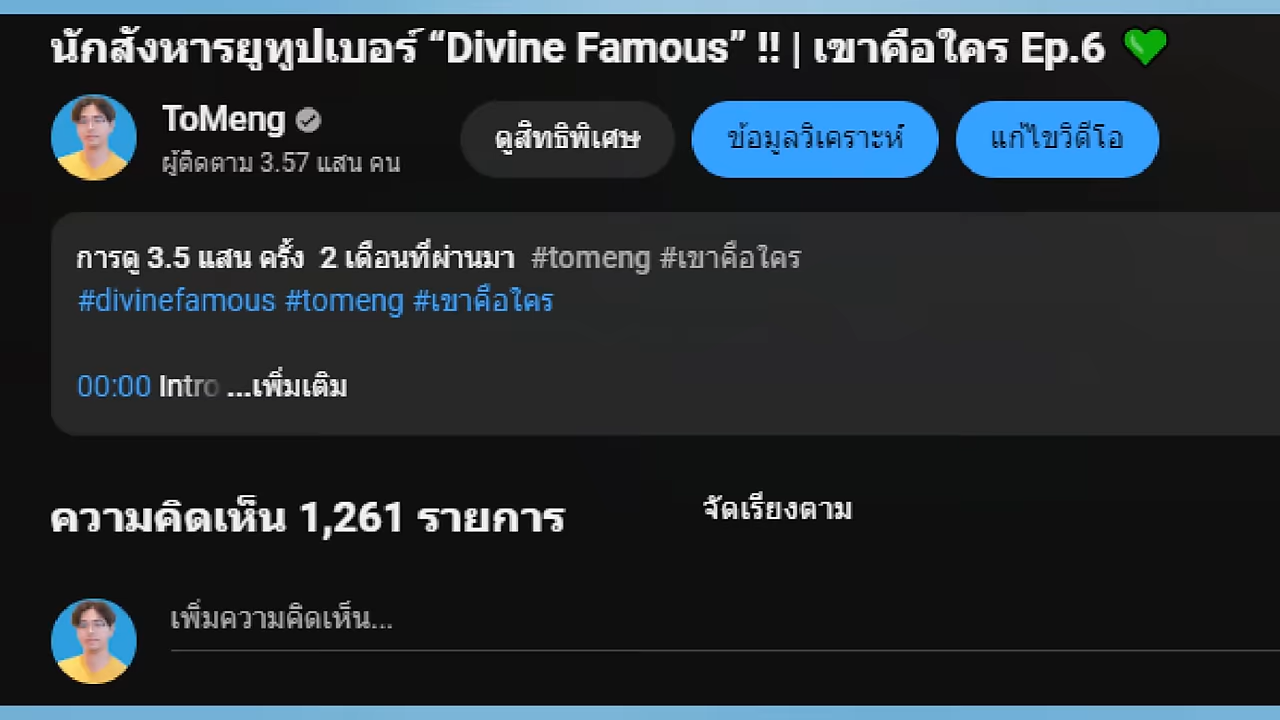 นักสังหารยูทูปเบอร์ “Divine Famous” !! | เขาคือใคร Ep.6 💚
ToMeng
ผู้ติดตาม 3.57 แสน คน
ดูสิทธิพิเศษ
ข้อมูลวิเคราะห์
แก้ไขวิดีโอ
การดู 3.5 แสน ครั้ง 2 เดือนที่ผ่านมา #tomeng #เขาคือใคร
#divinefamous #tomeng #เขาคือใคร
00:00 Intro ...เพิ่มเติม
ความคิดเห็น 1,261 รายการ
จัดเรียงตาม
เพิ่มความคิดเห็น...